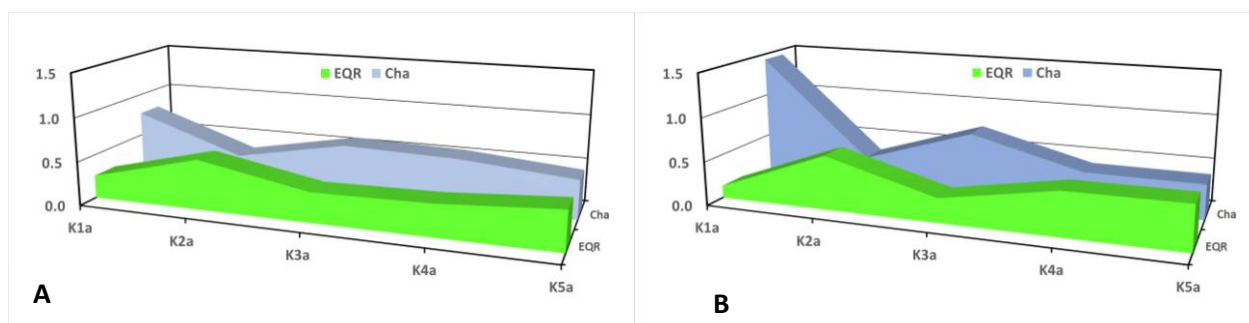 EQR Cha
1.5
1.0
0.5
0.0
K1a
K2a
K3a
K4a
K5a
Cha
EQR
A
EQR Cha
1.5
1.0
0.5
0.0
K1a
K2a
K3a
K4a
K5a
Cha
EQR
B